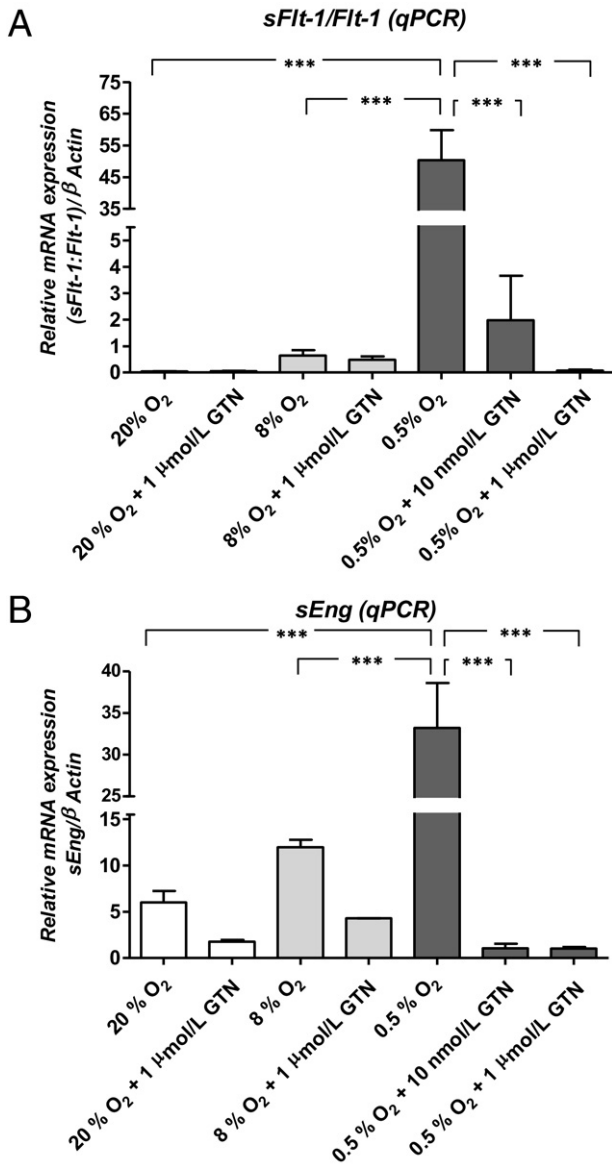 A
sFlt-1/Flt-1 (qPCR)
***
***
***
***
Relative mRNA expression
(sFlt-1:Flt-1)/β Actin
75
65
55
45
5
4
3
2
1
0
20% O₂
20 % O₂ + 1 μmol/L GTN
8% O₂
8% O₂ + 1 μmol/L GTN
0.5% O₂
0.5% O₂ + 10 nmol/L GTN
0.5% O₂ + 1 μmol/L GTN
B
sEng (qPCR)
***
***
***
***
Relative mRNA expression
sEng/β Actin
40
35
30
25
15
10
5
0
20 % O₂
20 % O₂ + 1 μmol/L GTN
8 % O₂
8 % O₂ + 1 μmol/L GTN
0.5 % O₂
0.5 % O₂ + 10 nmol/L GTN
0.5 % O₂ + 1 μmol/L GTN